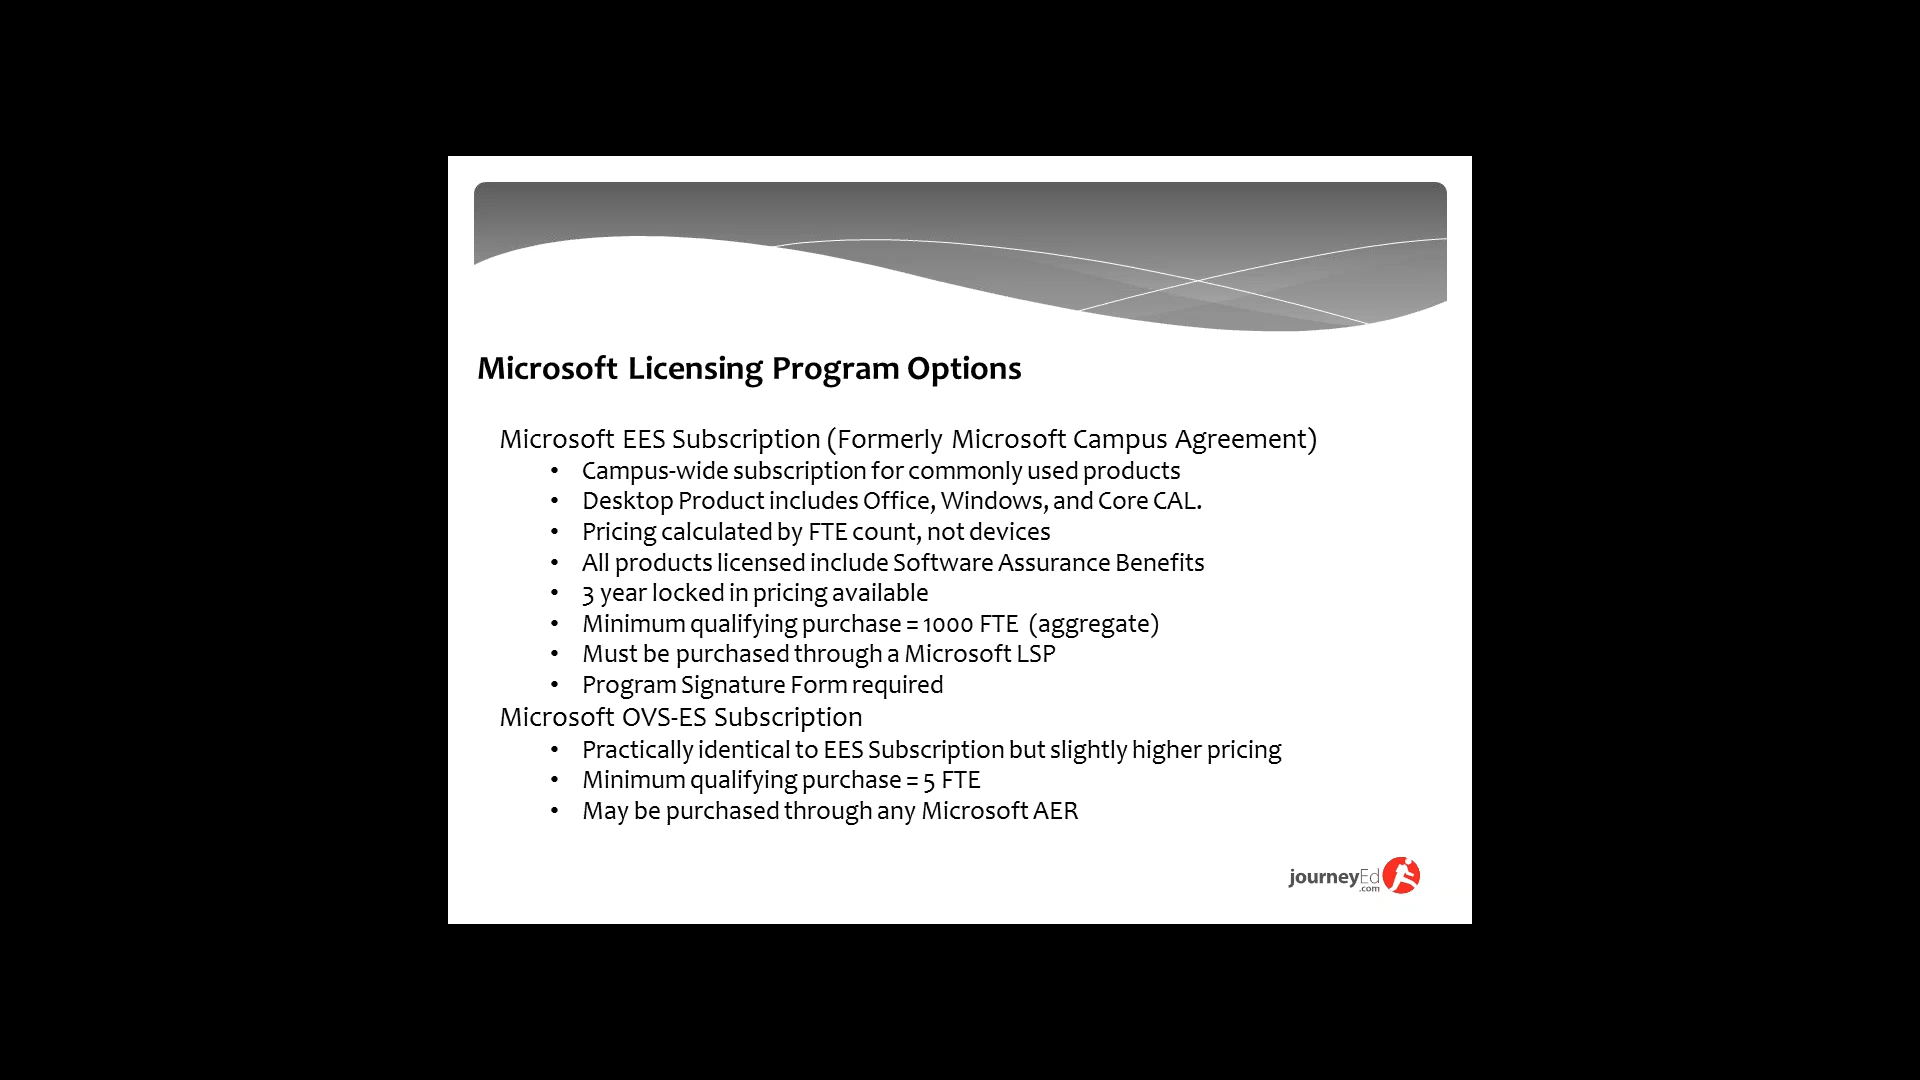 Microsoft Licensing Program Options
Microsoft EES Subscription (Formerly Microsoft Campus Agreement)
• Campus-wide subscription for commonly used products
• Desktop Product includes Office, Windows, and Core CAL.
• Pricing calculated by FTE count, not devices
• All products licensed include Software Assurance Benefits
• 3 year locked in pricing available
• Minimum qualifying purchase = 1000 FTE (aggregate)
• Must be purchased through a Microsoft LSP
• Program Signature Form required
Microsoft OVS-ES Subscription
• Practically identical to EES Subscription but slightly higher pricing
• Minimum qualifying purchase = 5 FTE
• May be purchased through any Microsoft AER
journeyEd
.com